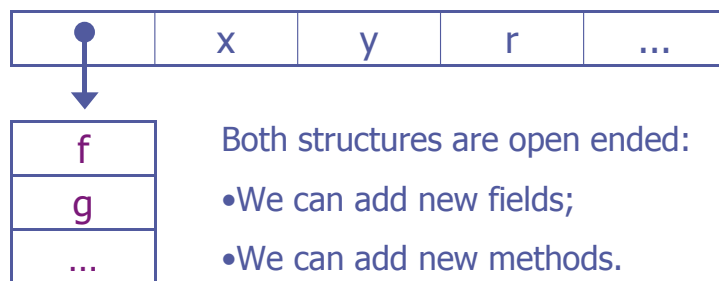 x y r ...
f
g
...
Both structures are open ended:
•We can add new fields;
•We can add new methods.